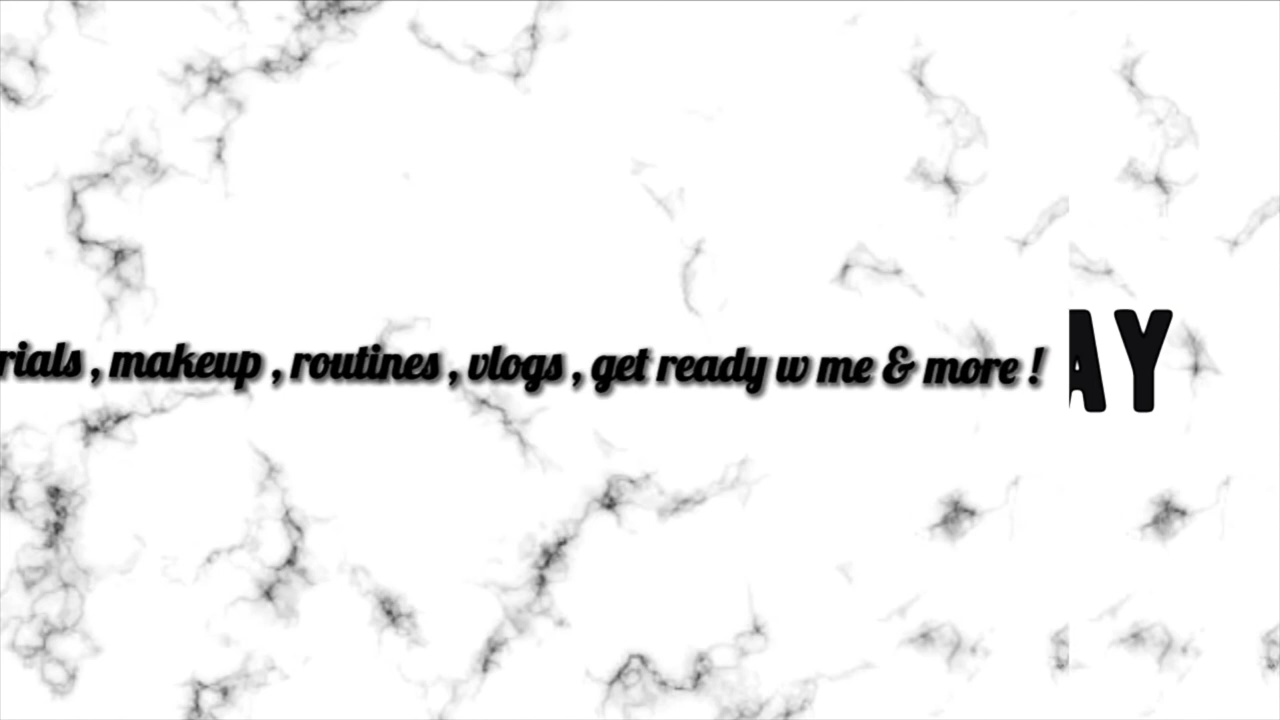 rials , makeup , routines , vlogs , get ready w me & more !
AY